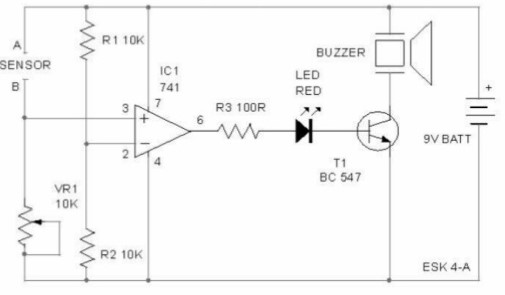 A
SENSOR
B
R1 10K
IC1
741
3
7
+
6
2
−
4
R3 100R
LED
RED
BUZZER
+
9V BATT
T1
BC 547
VR1
10K
R2 10K
ESK 4-A